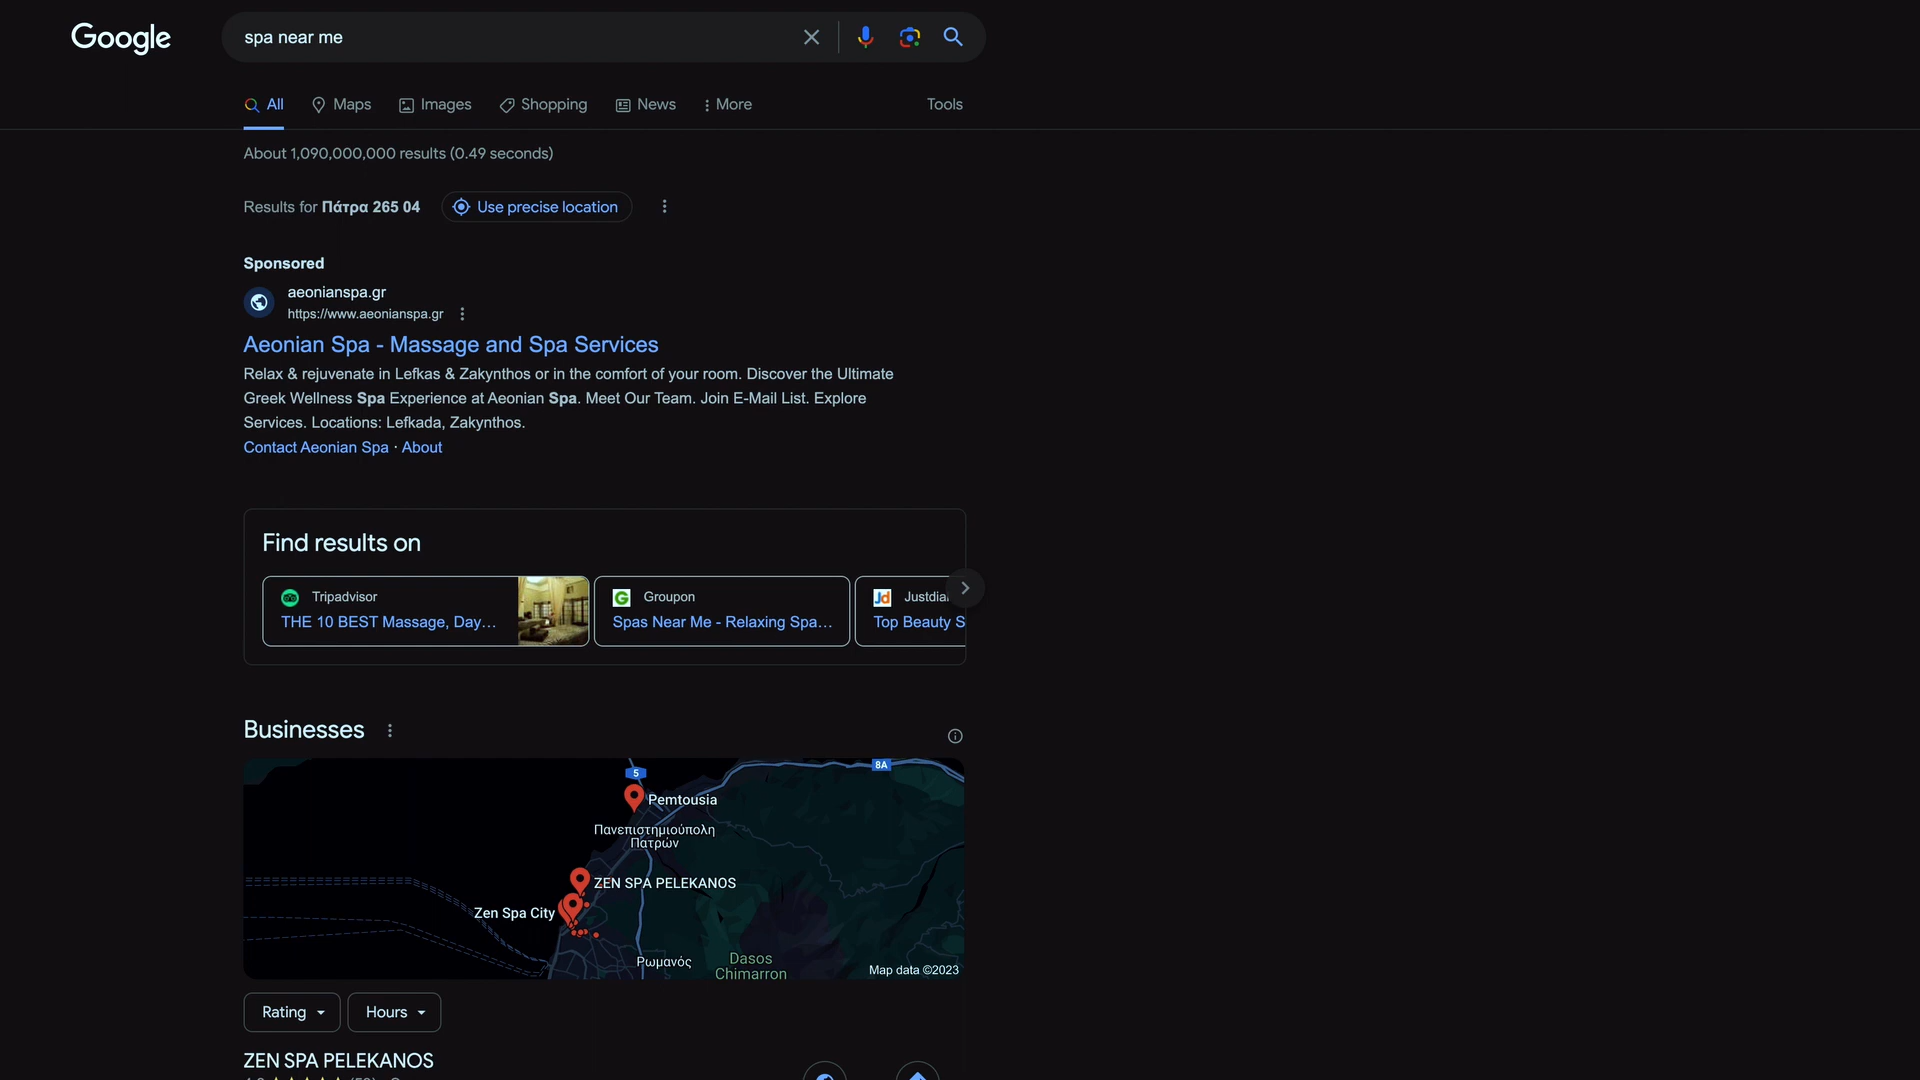 Google
spa near me
All
Maps
Images
Shopping
News
More
Tools
About 1,090,000,000 results (0.49 seconds)
Results for Πάτρα 265 04
Use precise location
Sponsored
aeonianspa.gr
https://www.aeonianspa.gr
Aeonian Spa - Massage and Spa Services
Relax & rejuvenate in Lefkas & Zakynthos or in the comfort of your room. Discover the Ultimate
Greek Wellness Spa Experience at Aeonian Spa. Meet Our Team. Join E-Mail List. Explore
Services. Locations: Lefkada, Zakynthos.
Contact Aeonian Spa · About
Find results on
Tripadvisor
THE 10 BEST Massage, Day...
Groupon
Spas Near Me - Relaxing Spa...
Jd
Justdia
Top Beauty S
Businesses
5
8A
Pemtousia
Πανεπιστημιούπολη
Πατρών
ZEN SPA PELEKANOS
Zen Spa City
Ρωμανός
Dasos
Chimarron
Map data ©2023
Rating
Hours
ZEN SPA PELEKANOS